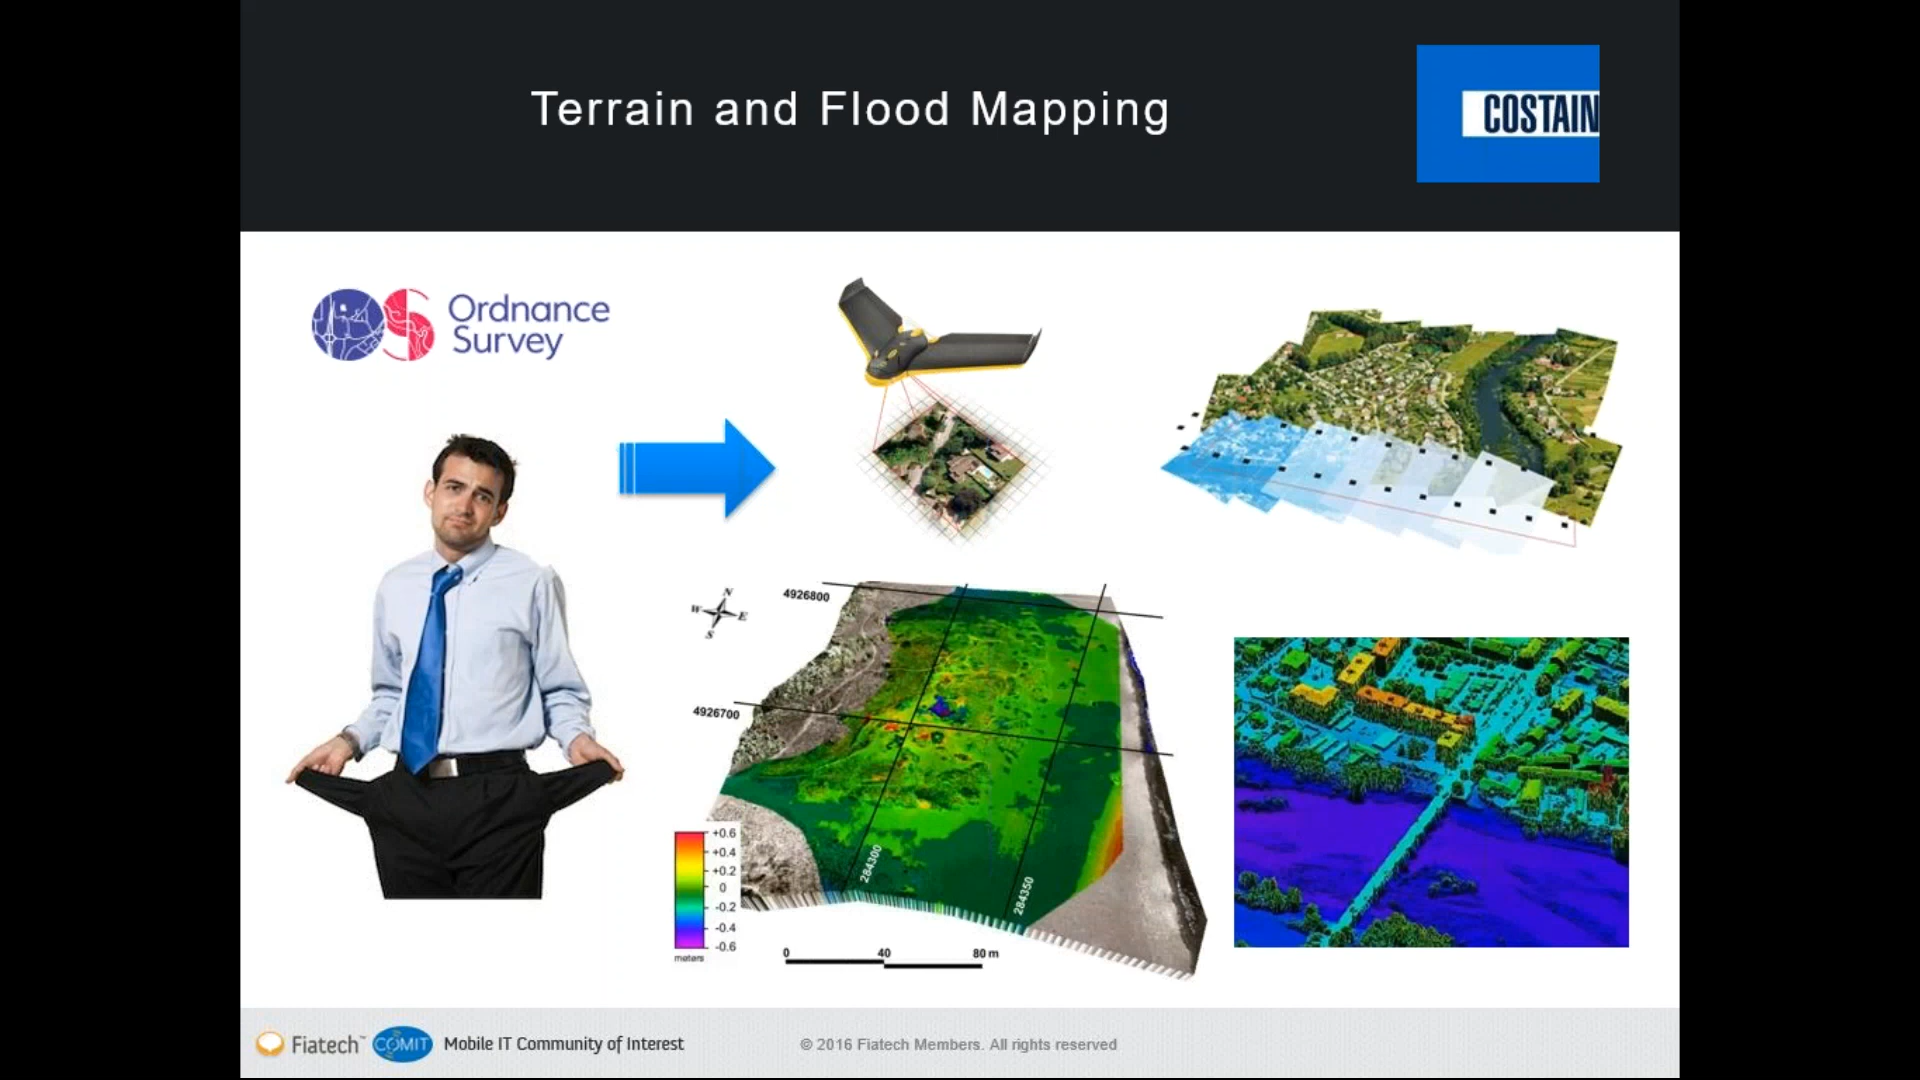 Terrain and Flood Mapping
COSTAIN
Ordnance
Survey
N
W E
S
4926800
4926700
284300
284350
+0.6
+0.4
+0.2
0
-0.2
-0.4
-0.6
meters
0 40 80 m
Fiatech™ COMIT Mobile IT Community of Interest
© 2016 Fiatech Members. All rights reserved